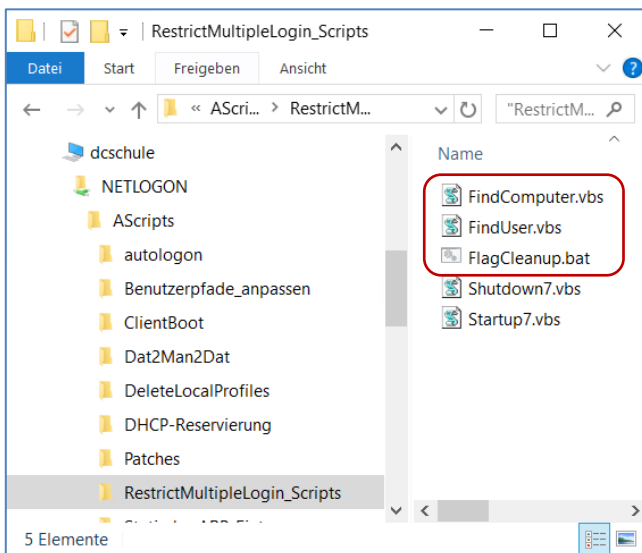 RestrictMultipleLogin_Scripts
Datei Start Freigeben Ansicht ?
« AScri... > RestrictM... "RestrictM...
dcschule
NETLOGON
AScripts
autologon
Benutzerpfade_anpassen
ClientBoot
Dat2Man2Dat
DeleteLocalProfiles
DHCP-Reservierung
Patches
RestrictMultipleLogin_Scripts
Name
FindComputer.vbs
FindUser.vbs
FlagCleanup.bat
Shutdown7.vbs
Startup7.vbs
5 Elemente